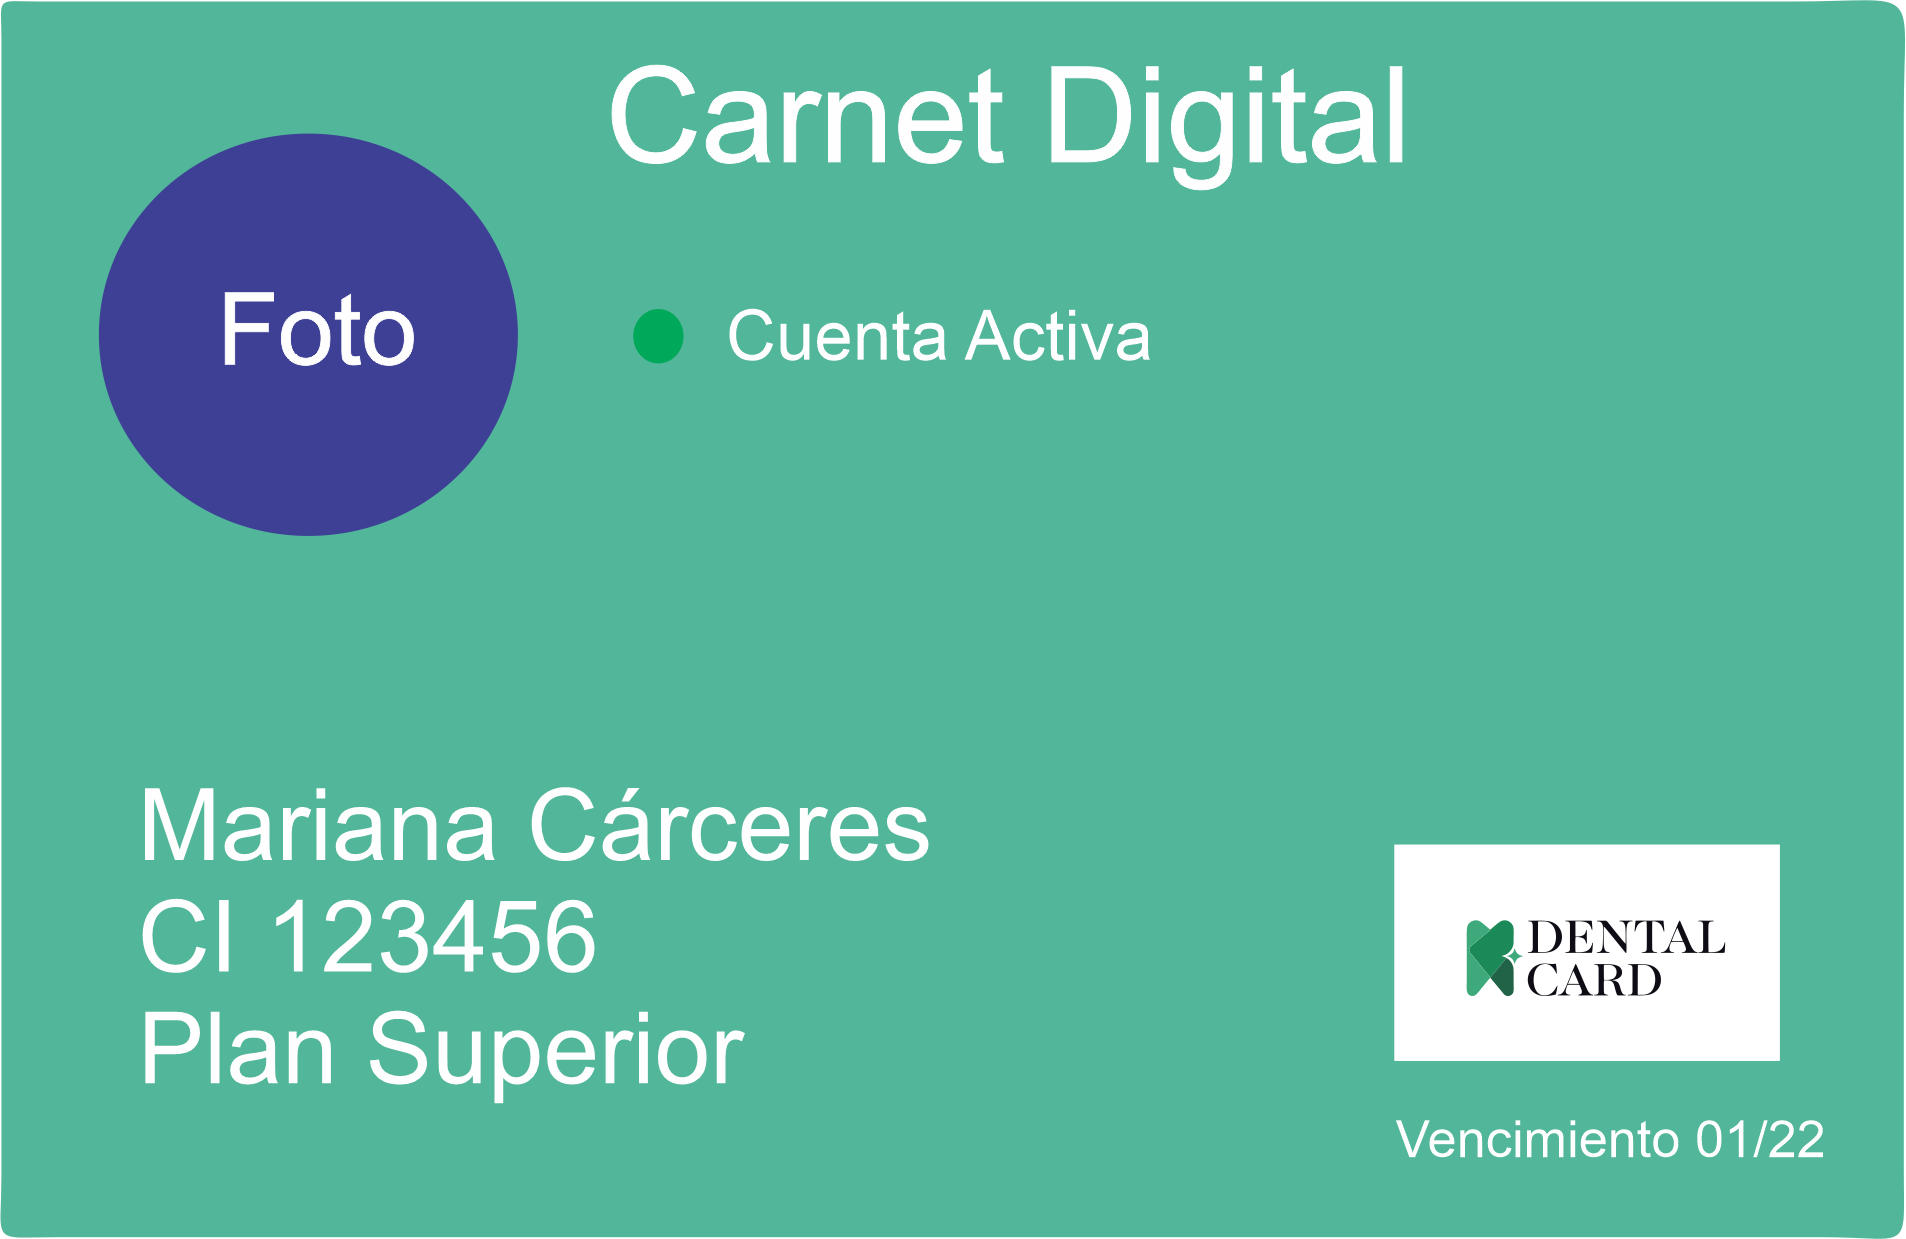 Carnet Digital
Foto
Cuenta Activa
Mariana Cárceres
CI 123456
Plan Superior
DENTAL
CARD
Vencimiento 01/22